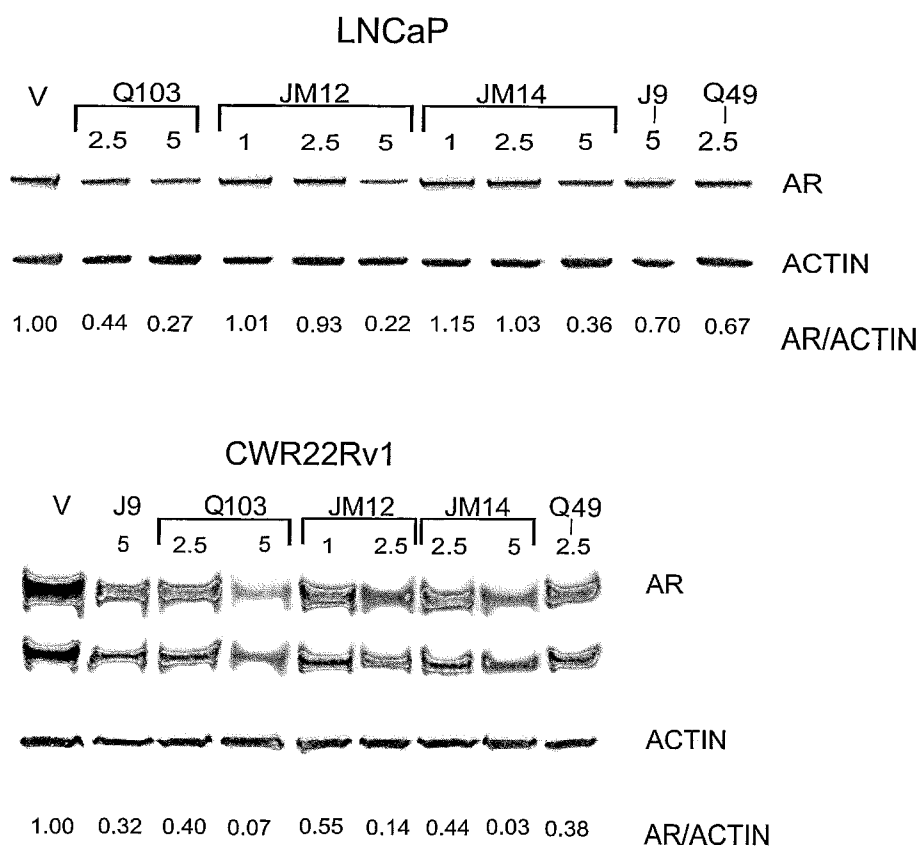 LNCaP
V Q103 JM12 JM14 J9 Q49
2.5 5 1 2.5 5 1 2.5 5 5 2.5
AR
ACTIN
1.00 0.44 0.27 1.01 0.93 0.22 1.15 1.03 0.36 0.70 0.67 AR/ACTIN
CWR22Rv1
V J9 Q103 JM12 JM14 Q49
5 2.5 5 1 2.5 2.5 5 2.5
AR
ACTIN
1.00 0.32 0.40 0.07 0.55 0.14 0.44 0.03 0.38 AR/ACTIN